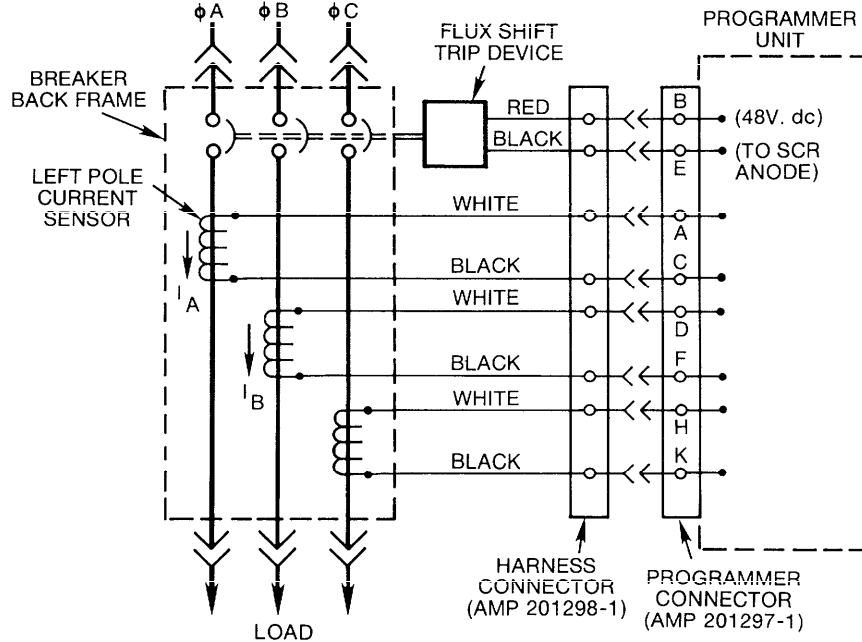 ϕA ϕB ϕC
FLUX SHIFT
TRIP DEVICE
PROGRAMMER
UNIT
BREAKER
BACK FRAME
RED
B
(48V. dc)
BLACK
E
(TO SCR
ANODE)
LEFT POLE
CURRENT
SENSOR
WHITE
A
BLACK
C
IA
WHITE
D
BLACK
F
IB
WHITE
H
BLACK
K
HARNESS
CONNECTOR
(AMP 201298-1)
PROGRAMMER
CONNECTOR
(AMP 201297-1)
LOAD